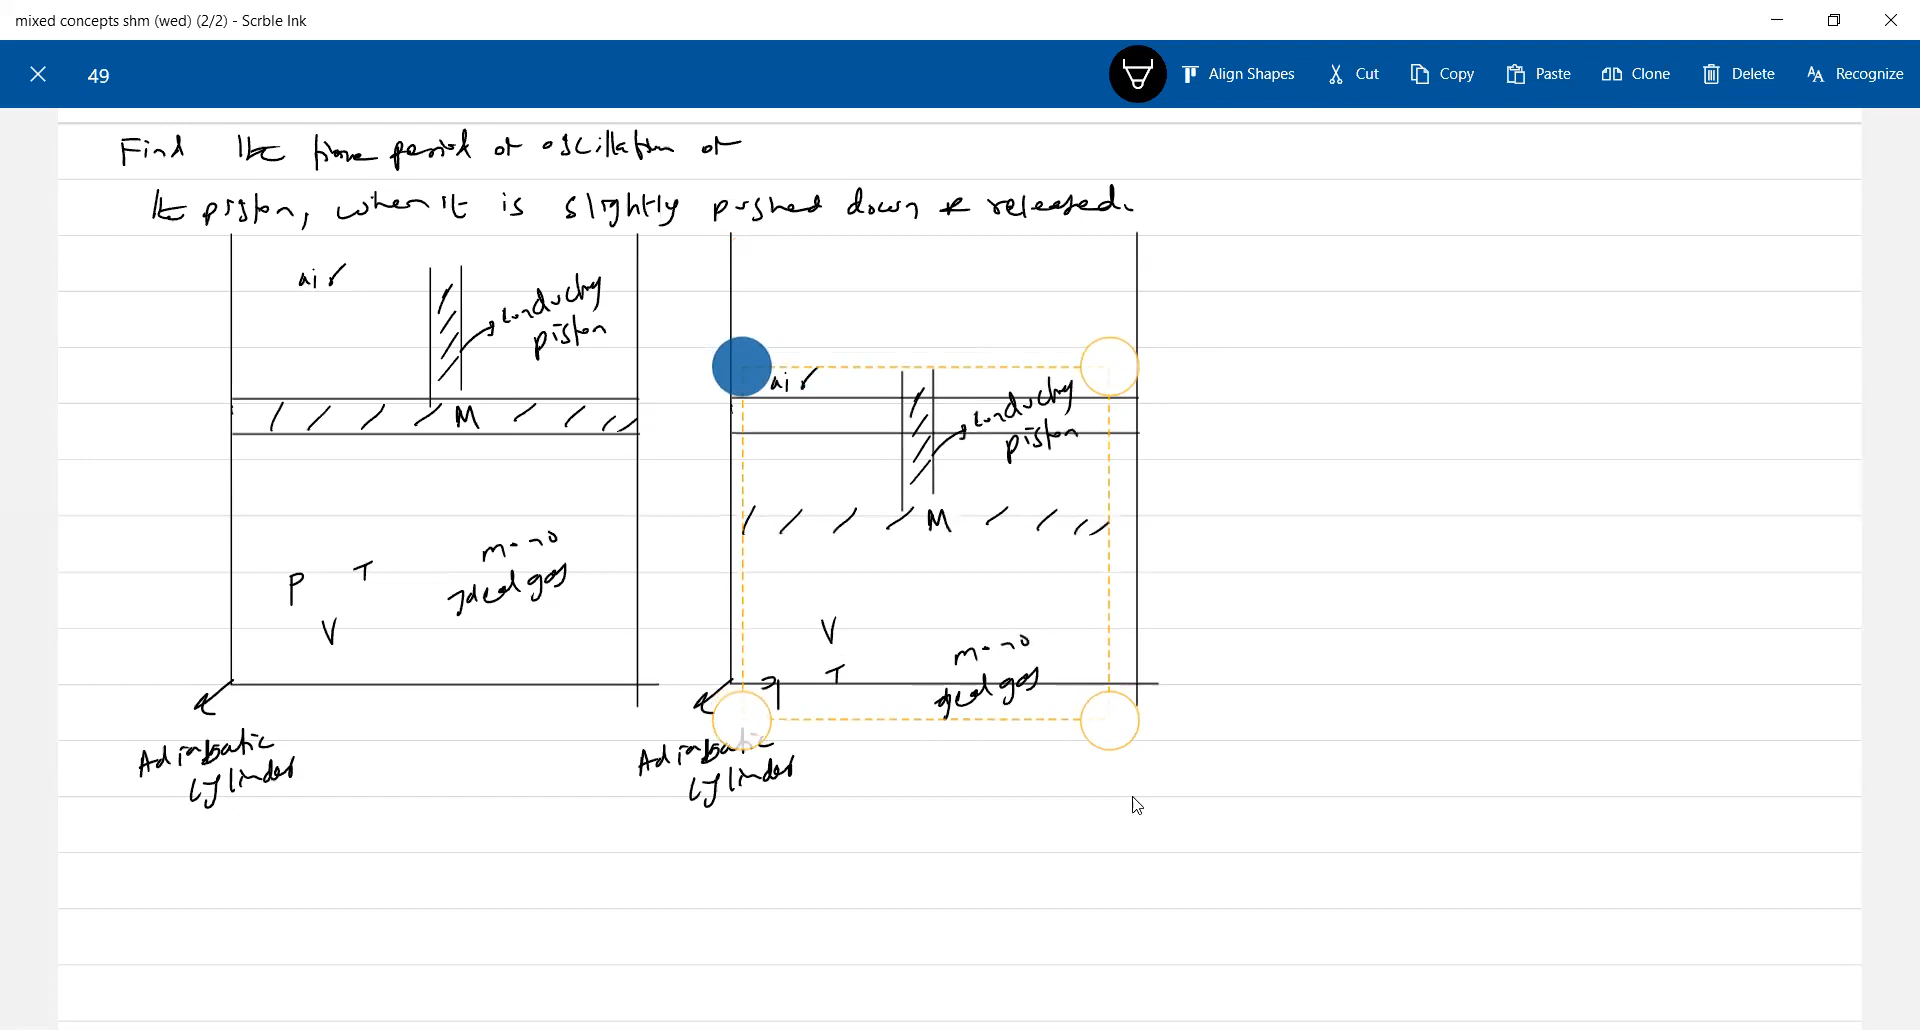 mixed concepts shm (wed) (2/2) - Scrble Ink
49
Align Shapes
Cut
Copy
Paste
Clone
Delete
Recognize
Find the time period of oscillation of
the piston, when it is slightly pushed down & released.
air
conducting
piston
M
P T
V
mono
ideal gas
Adiabatic
cylinder
air
conducting
piston
M
V
T
mono
ideal gas
Adiabatic
cylinder